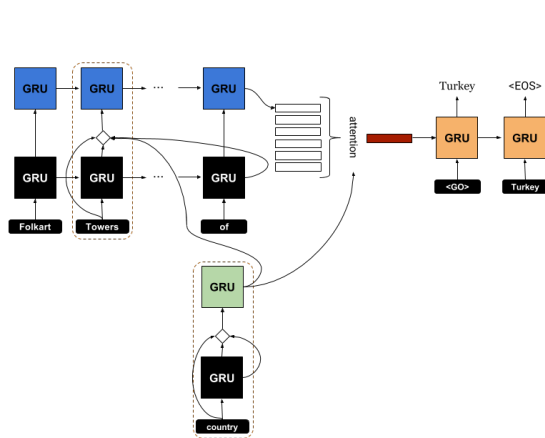 Turkey <EOS>
GRU GRU ... GRU
attention
GRU GRU
GRU GRU ... GRU
<GO> Turkey
Folkart Towers of
GRU
GRU
country